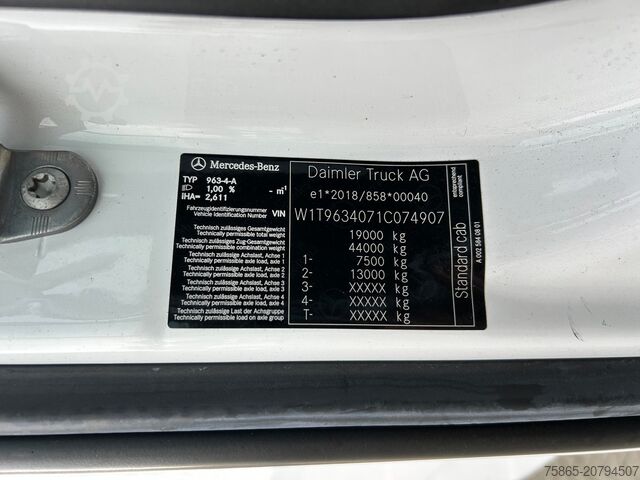 Mercedes-Benz
TYP 963-4-A
1,00 % - m-1
IHA= 2,611
Fahrzeugidentifizierungsnummer
Vehicle Identification Number VIN
Technisch zulässiges Gesamtgewicht
Technically permissible total weight
Technisch zulässiges Zug-Gesamtgewicht
Technically permissible combination weight
Technisch zulässige Achslast, Achse 1
Technically permissible axle load, axle 1
Technisch zulässige Achslast, Achse 2
Technically permissible axle load, axle 2
Technisch zulässige Achslast, Achse 3
Technically permissible axle load, axle 3
Technisch zulässige Achslast, Achse 4
Technically permissible axle load, axle 4
Technisch zulässige Last der Achsgruppe
Technically permissible load on axle group
Daimler Truck AG
e1*2018/858*00040
W1T9634071C074907
19000 kg
44000 kg
1- 7500 kg
2- 13000 kg
3- XXXXX kg
4- XXXXX kg
T- XXXXX kg
Standard cab
entsprechend
compliant
75865-20794507